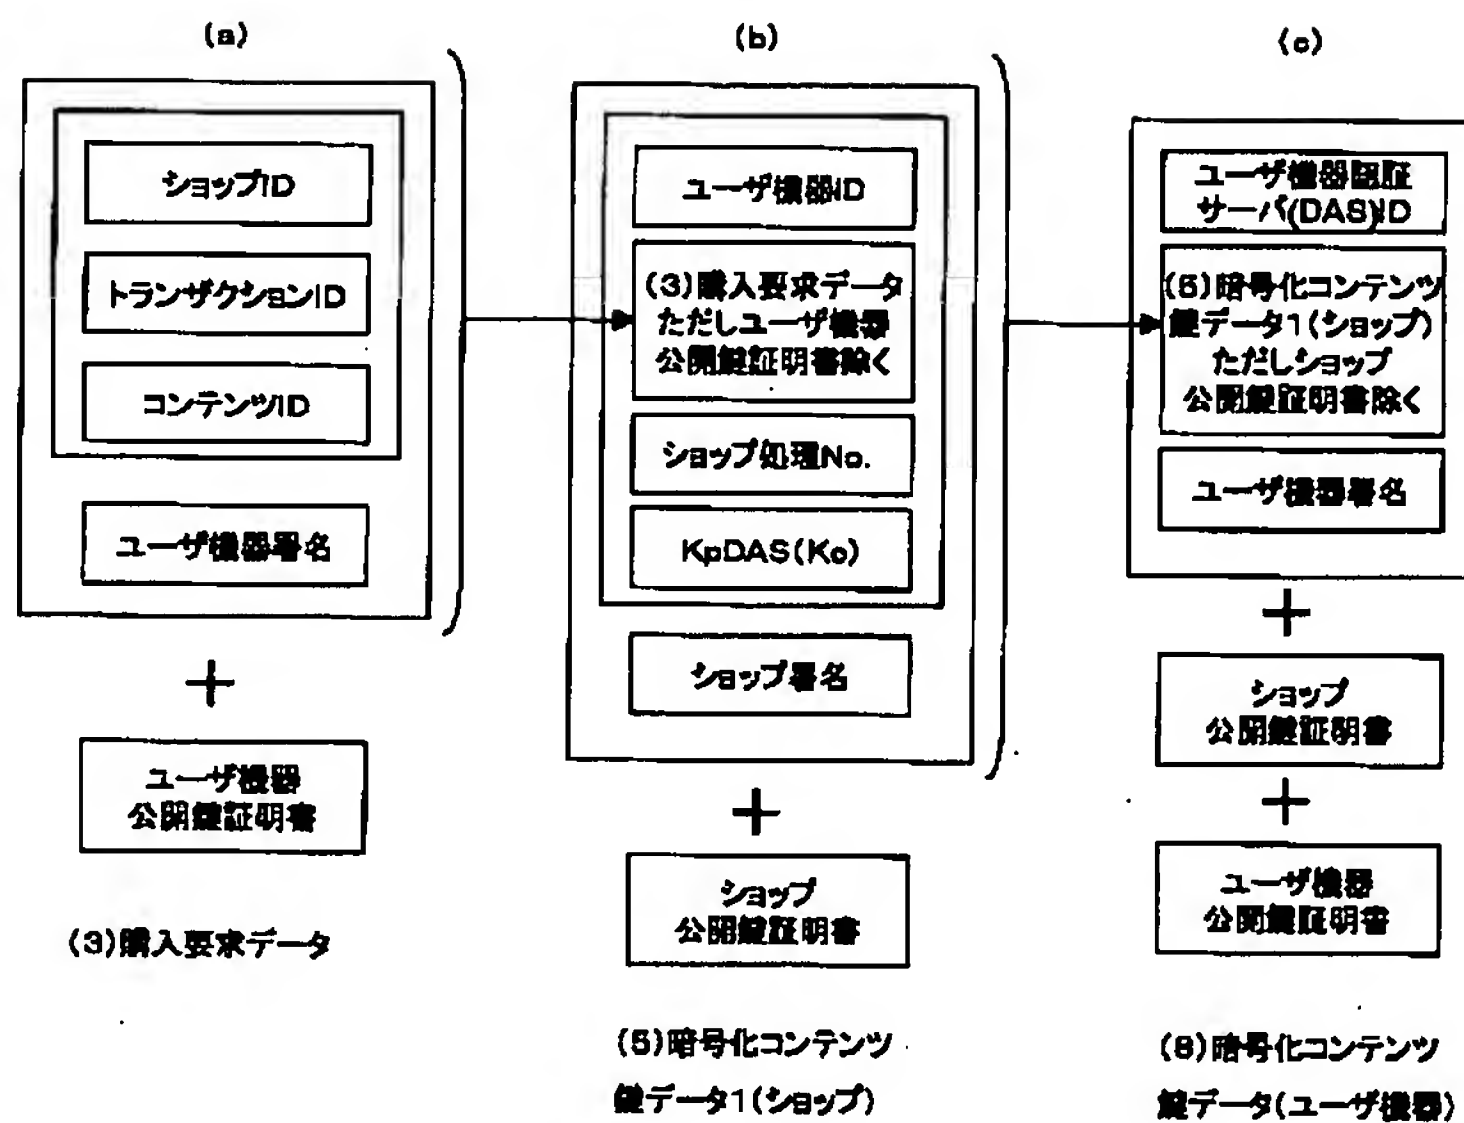 (a)
ショップID
トランザクションID
コンテンツID
ユーザ機器署名
ユーザ機器
公開鍵証明書
(3)購入要求データ
(b)
ユーザ機器ID
(3)購入要求データ
ただしユーザ機器
公開鍵証明書除く
ショップ処理No.
KpDAS(Kc)
ショップ署名
ショップ
公開鍵証明書
(5)暗号化コンテンツ
鍵データ1(ショップ)
(c)
ユーザ機器認証
サーバ(DAS)ID
(5)暗号化コンテンツ
鍵データ1(ショップ)
ただしショップ
公開鍵証明書除く
ユーザ機器署名
ショップ
公開鍵証明書
ユーザ機器
公開鍵証明書
(6)暗号化コンテンツ
鍵データ(ユーザ機器)